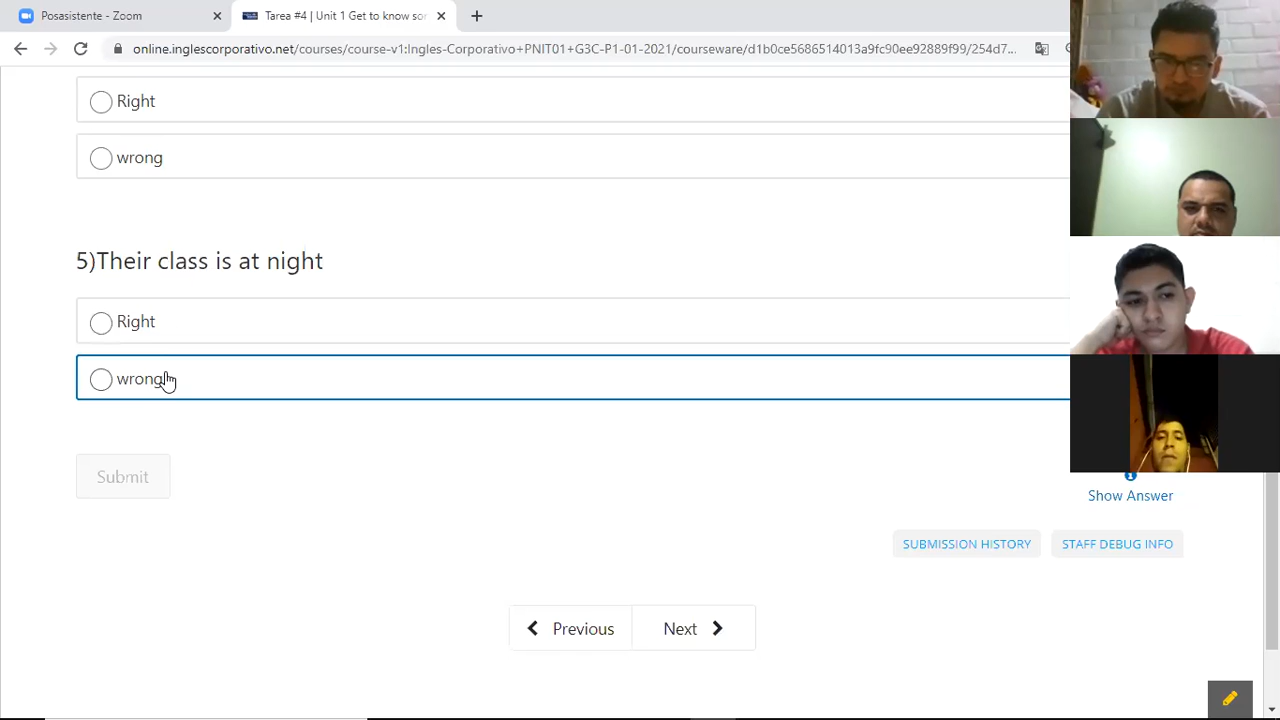 Posasistente - Zoom
Tarea #4 | Unit 1 Get to know sor
online.inglescorporativo.net/courses/course-v1:Ingles-Corporativo+PNIT01+G3C-P1-01-2021/courseware/d1b0ce5686514013a9fc90ee92889f99/254d7...
Right
wrong
5)Their class is at night
Right
wrong
Submit
Show Answer
SUBMISSION HISTORY
STAFF DEBUG INFO
Previous
Next